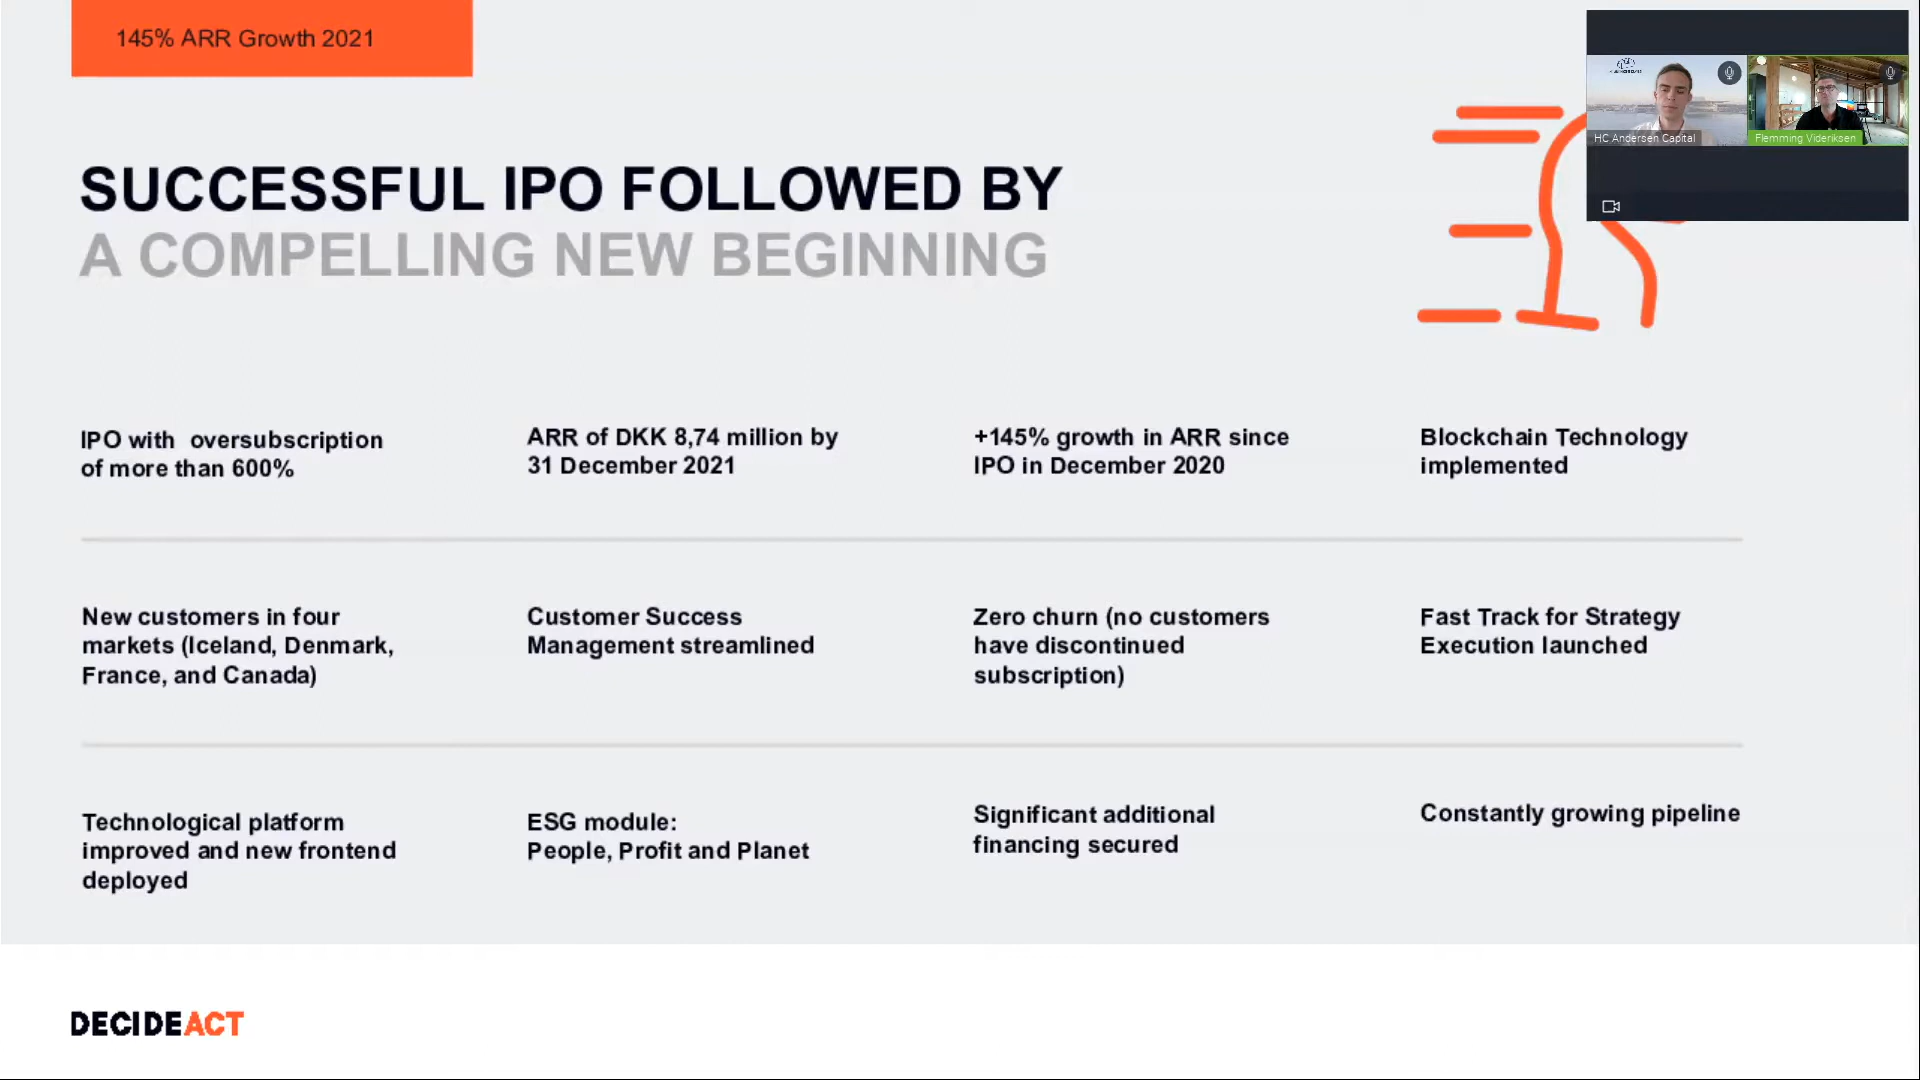 145% ARR Growth 2021
HC Andersen Capital
Flemming Videriksen
SUCCESSFUL IPO FOLLOWED BY
A COMPELLING NEW BEGINNING
IPO with oversubscription
of more than 600%
ARR of DKK 8,74 million by
31 December 2021
+145% growth in ARR since
IPO in December 2020
Blockchain Technology
implemented
New customers in four
markets (Iceland, Denmark,
France, and Canada)
Customer Success
Management streamlined
Zero churn (no customers
have discontinued
subscription)
Fast Track for Strategy
Execution launched
Technological platform
improved and new frontend
deployed
ESG module:
People, Profit and Planet
Significant additional
financing secured
Constantly growing pipeline
DECIDEACT